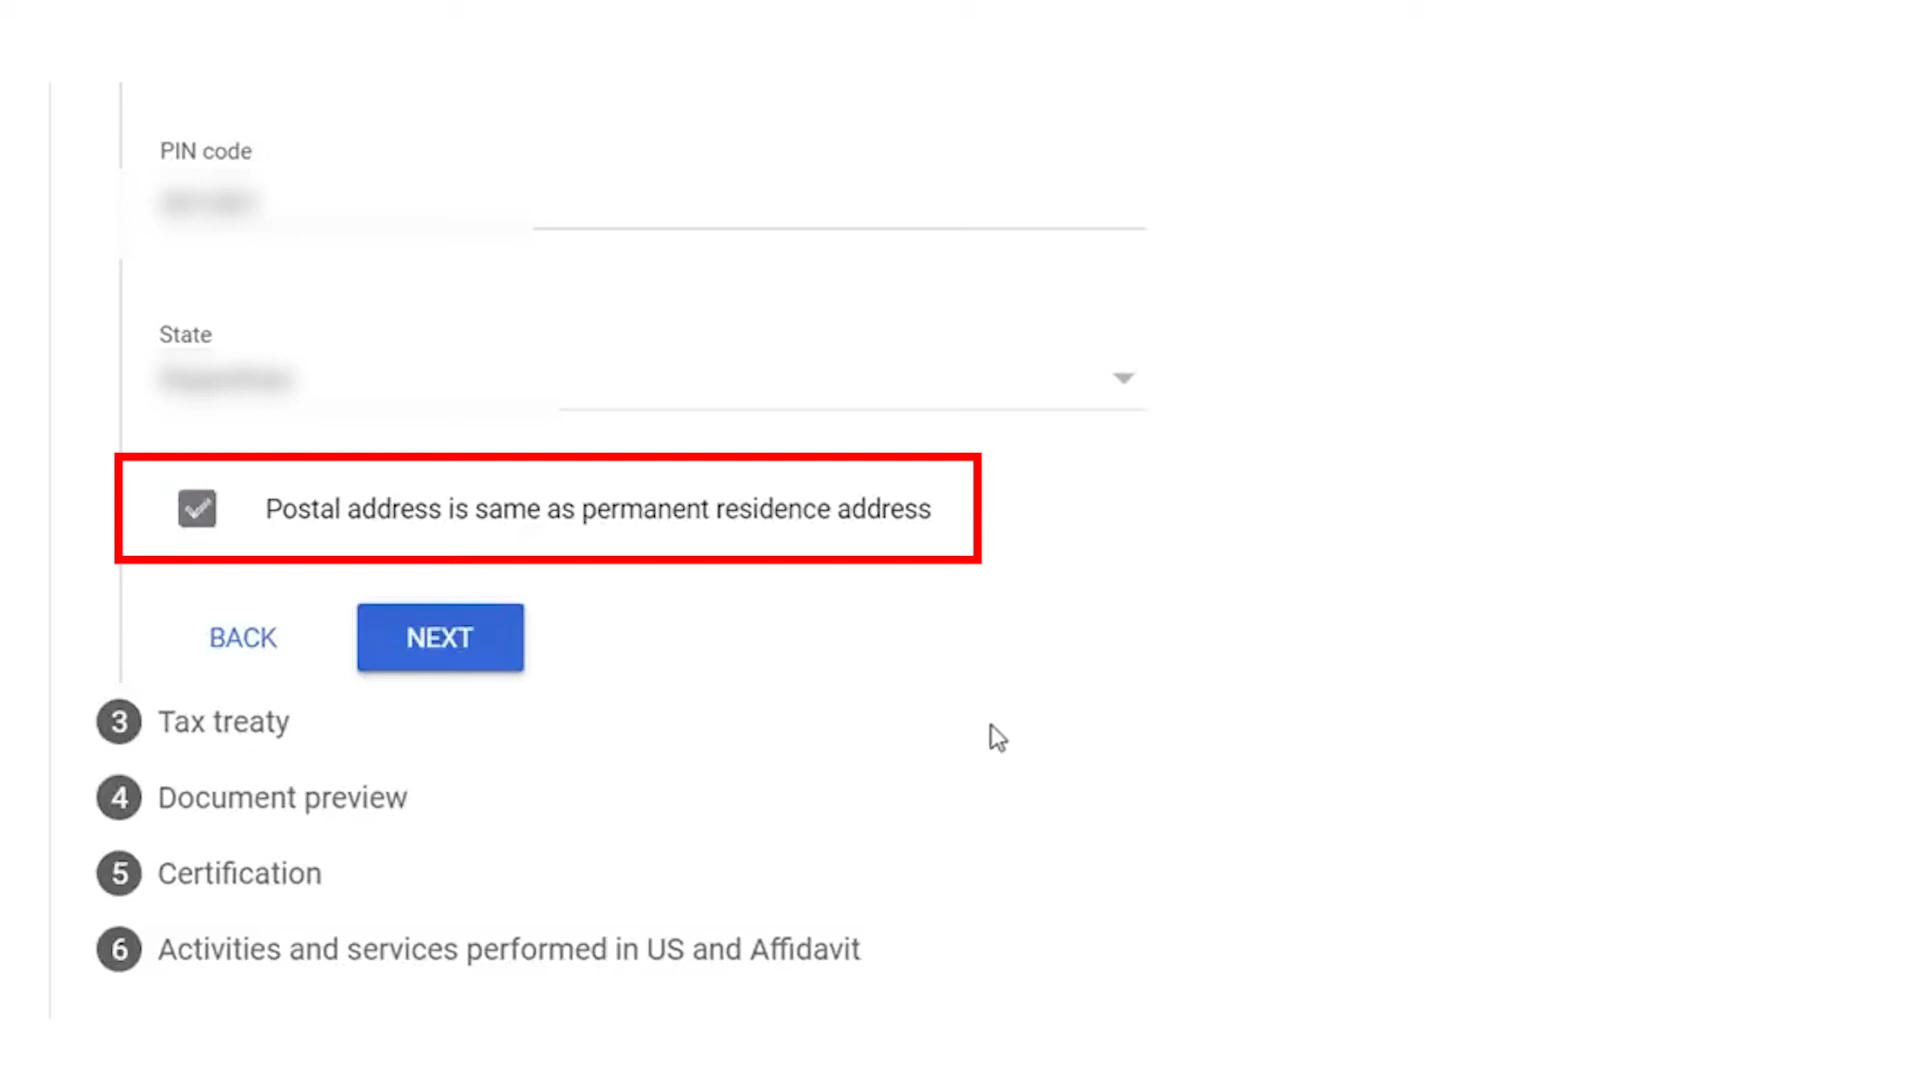 PIN code
State
Postal address is same as permanent residence address
BACK
NEXT
3 Tax treaty
4 Document preview
5 Certification
6 Activities and services performed in US and Affidavit